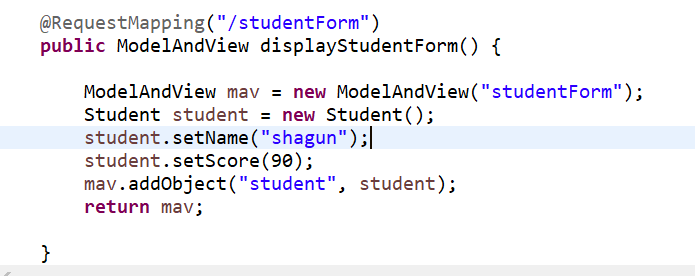 @RequestMapping("/studentForm")
public ModelAndView displayStudentForm() {
ModelAndView mav = new ModelAndView("studentForm");
Student student = new Student();
student.setName("shagun");
student.setScore(90);
mav.addObject("student", student);
return mav;
}